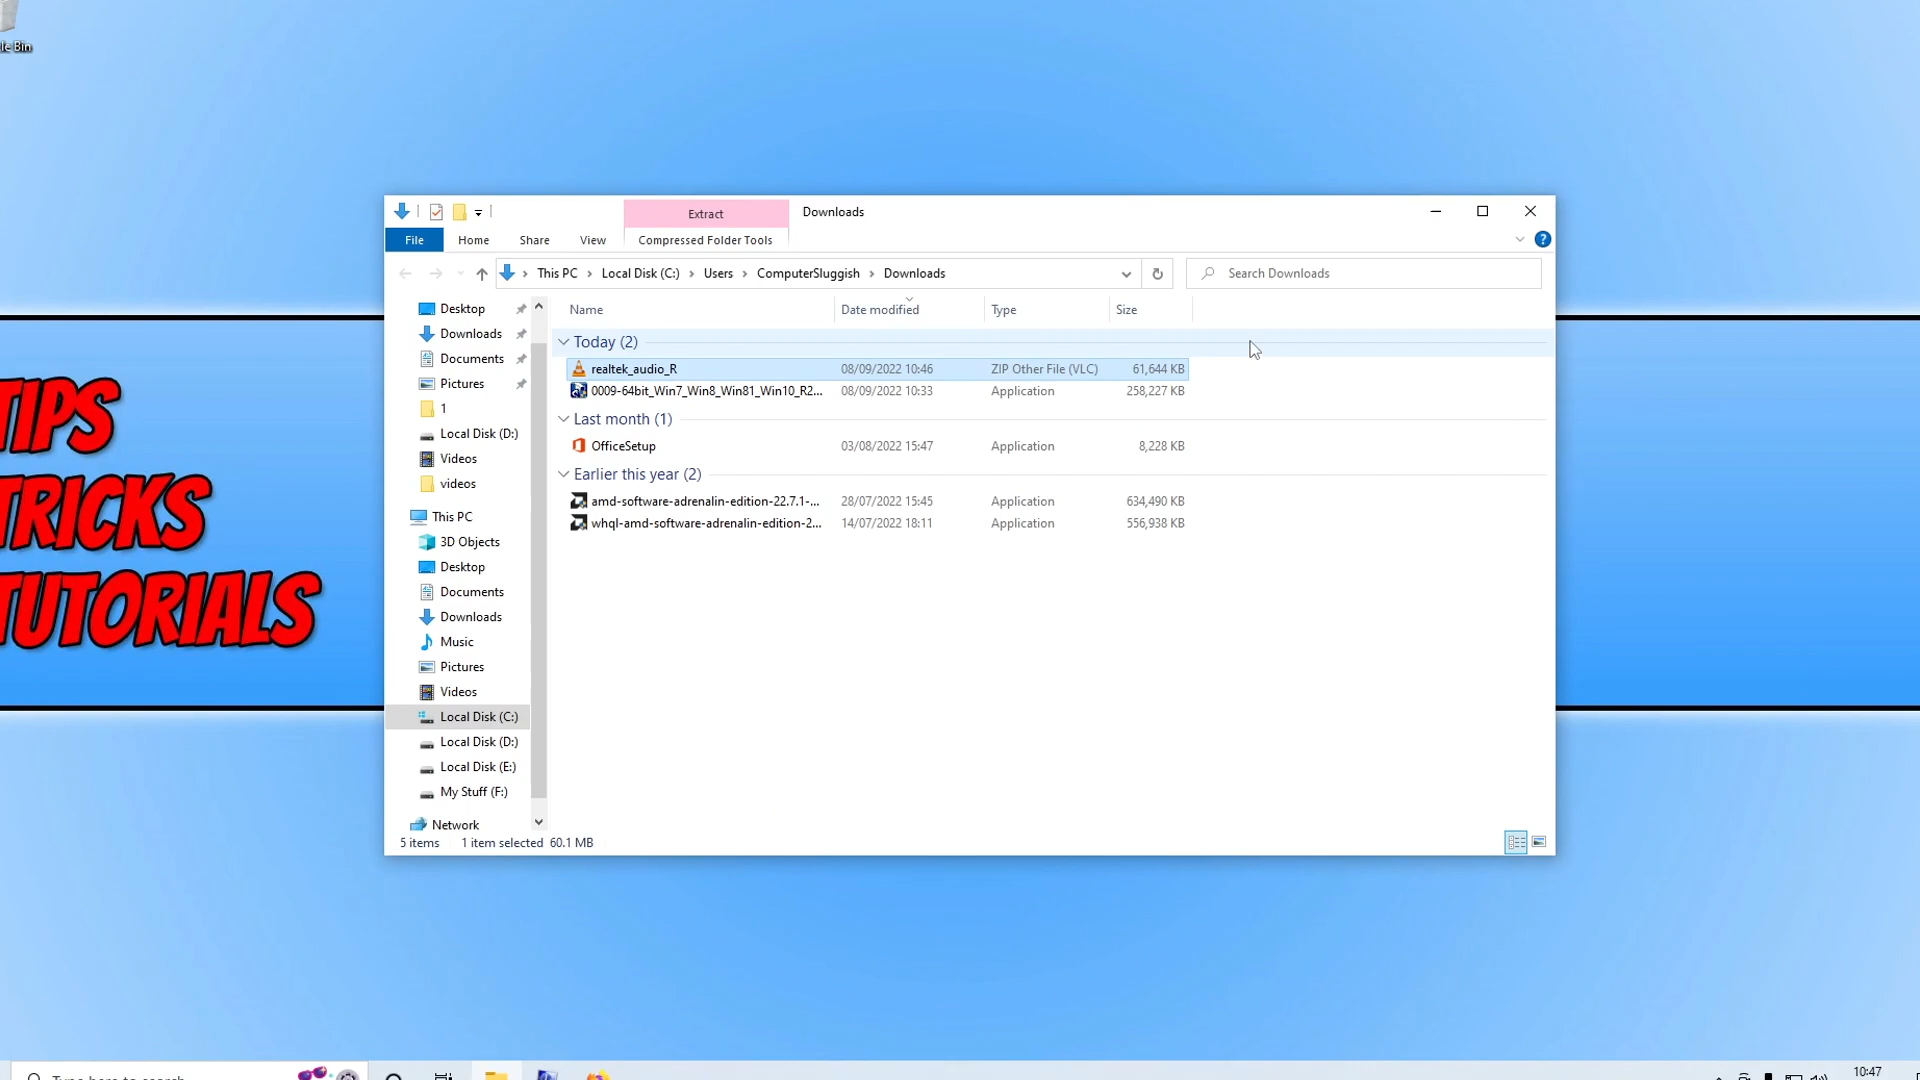 le Bin
TIPS
TRICKS
TUTORIALS
Extract
Downloads
File
Home
Share
View
Compressed Folder Tools
This PC
Local Disk (C:)
Users
ComputerSluggish
Downloads
Search Downloads
Desktop
Downloads
Documents
Pictures
1
Local Disk (D:)
Videos
videos
This PC
3D Objects
Desktop
Documents
Downloads
Music
Pictures
Videos
Local Disk (C:)
Local Disk (D:)
Local Disk (E:)
My Stuff (F:)
Network
Name Date modified Type Size
Today (2)
realtek_audio_R 08/09/2022 10:46 ZIP Other File (VLC) 61,644 KB
0009-64bit_Win7_Win8_Win81_Win10_R2... 08/09/2022 10:33 Application 258,227 KB
Last month (1)
OfficeSetup 03/08/2022 15:47 Application 8,228 KB
Earlier this year (2)
amd-software-adrenalin-edition-22.7.1-... 28/07/2022 15:45 Application 634,490 KB
whql-amd-software-adrenalin-edition-2... 14/07/2022 18:11 Application 556,938 KB
5 items 1 item selected 60.1 MB
Type here to search
10:47